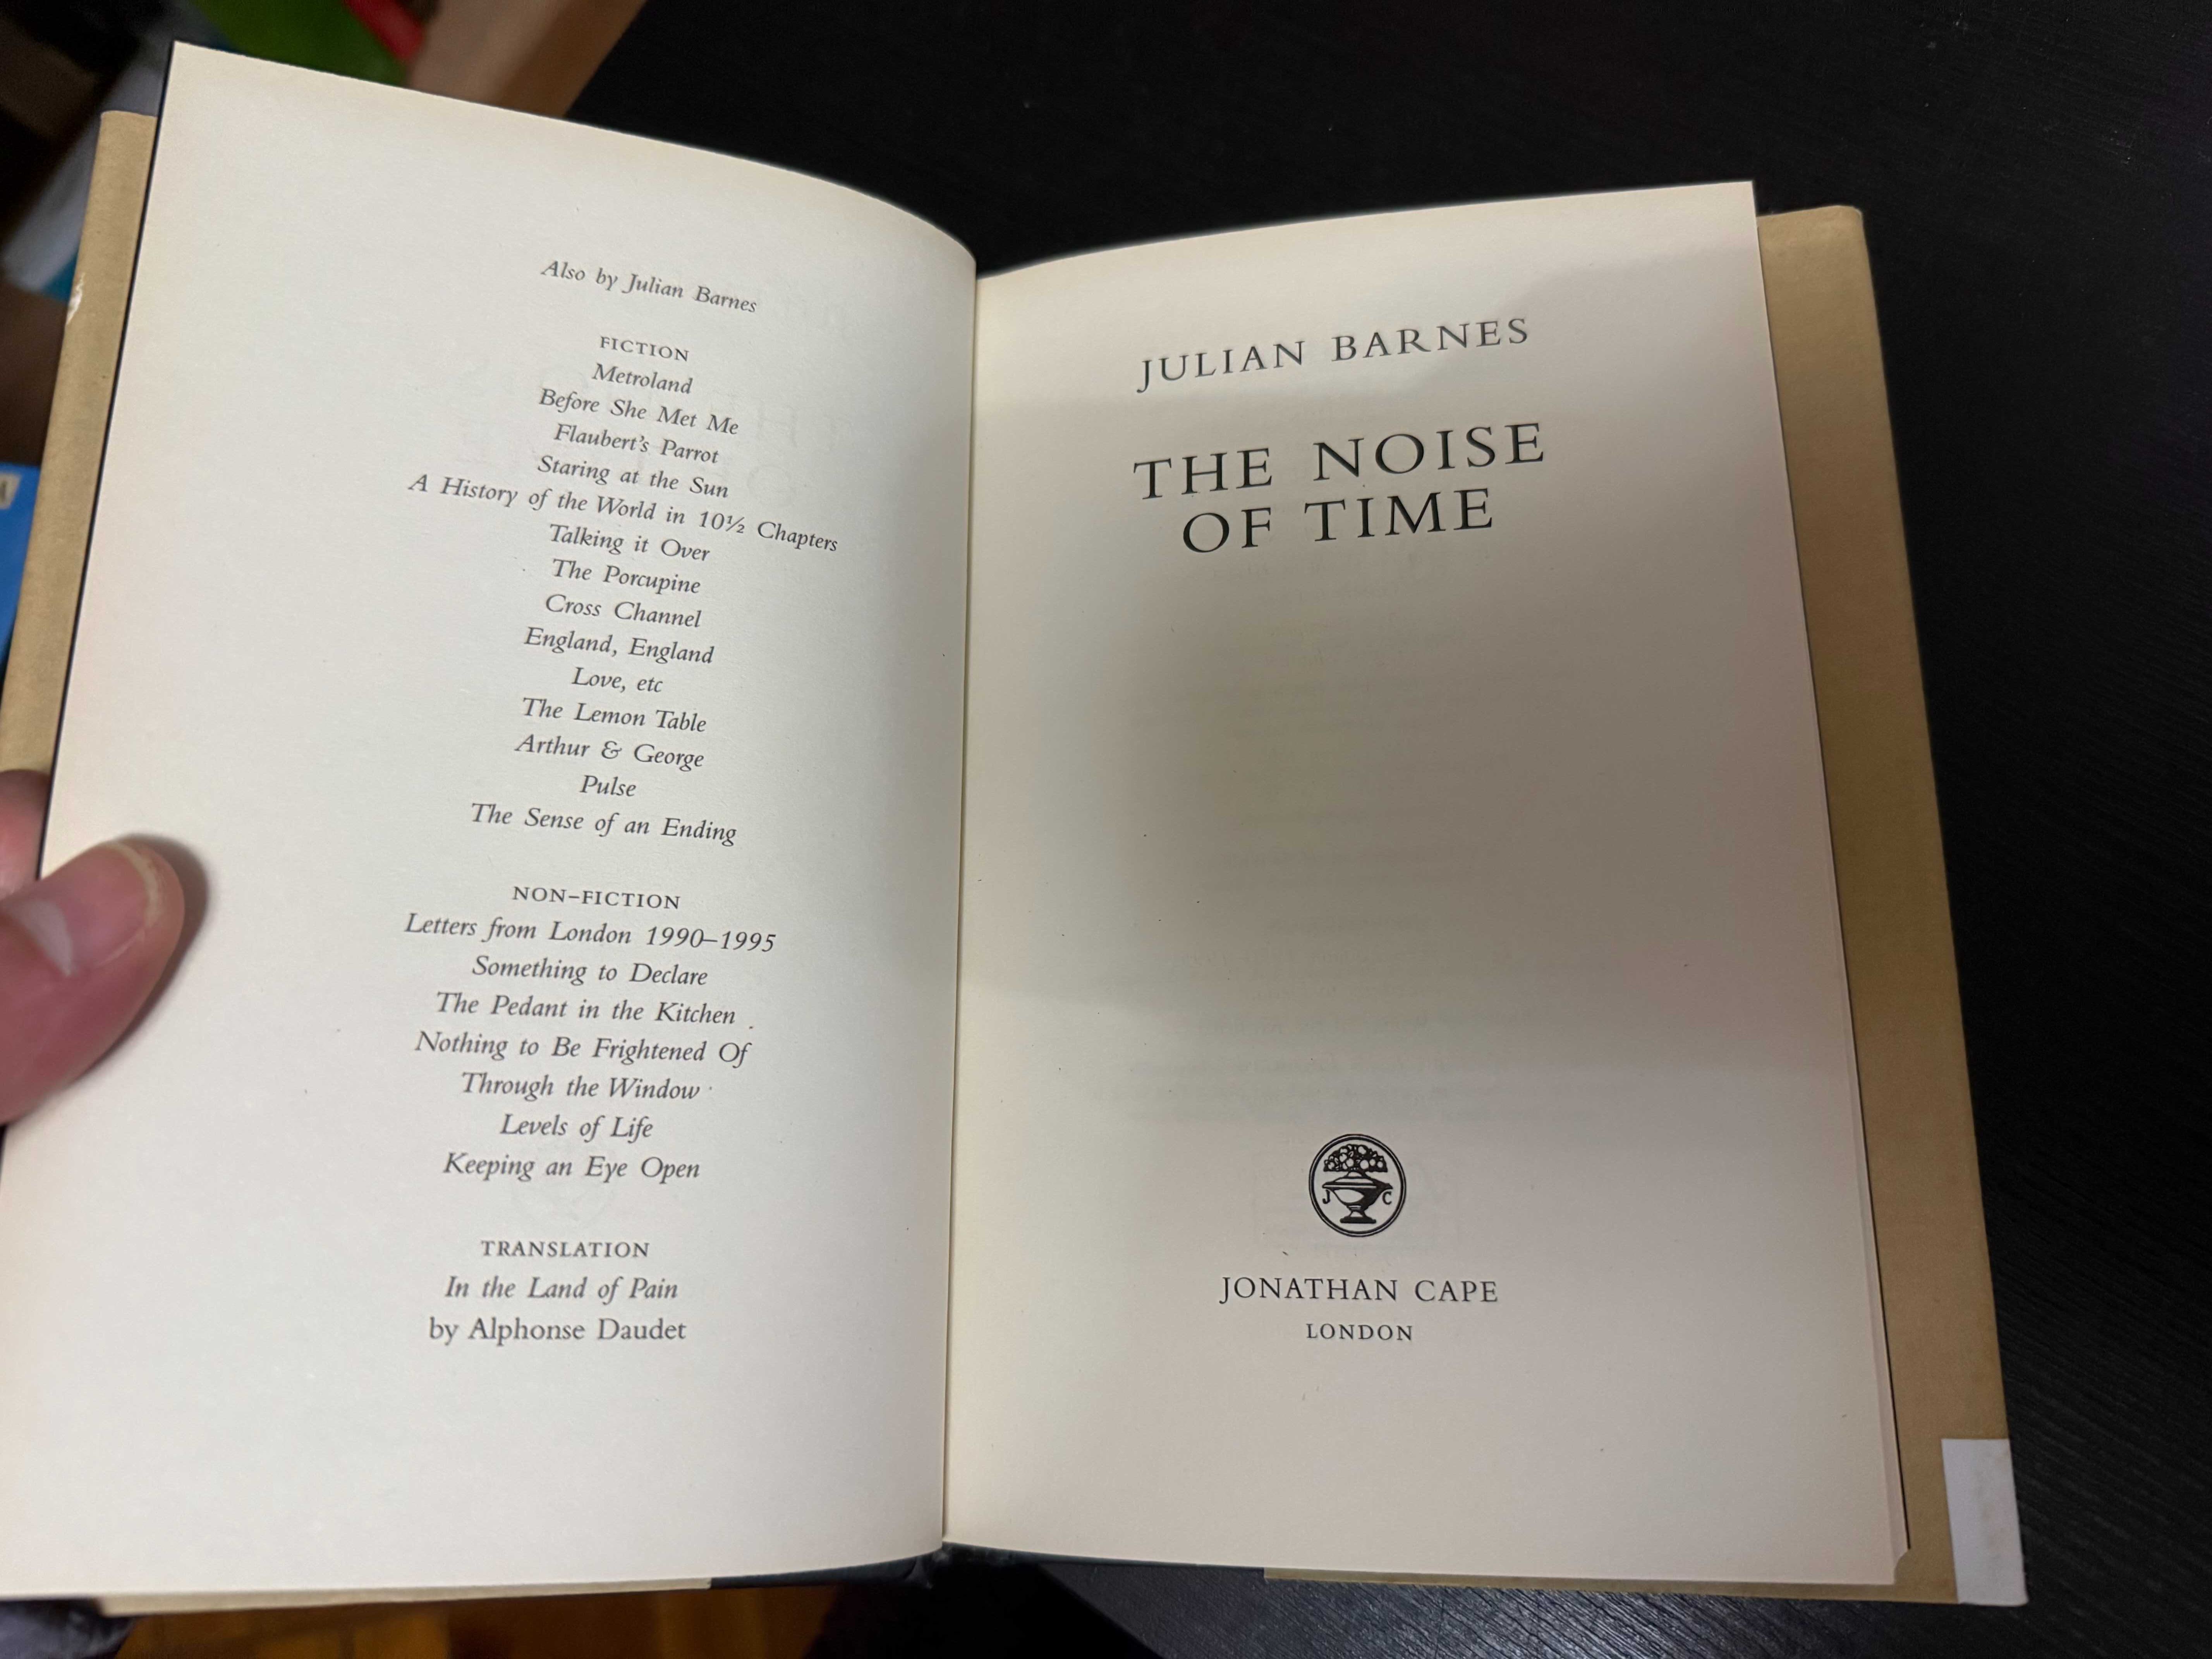 Also by Julian Barnes
FICTION
Metroland
Before She Met Me
Flaubert's Parrot
Staring at the Sun
A History of the World in 10½ Chapters
Talking it Over
The Porcupine
Cross Channel
England, England
Love, etc
The Lemon Table
Arthur & George
Pulse
The Sense of an Ending
NON-FICTION
Letters from London 1990–1995
Something to Declare
The Pedant in the Kitchen
Nothing to Be Frightened Of
Through the Window
Levels of Life
Keeping an Eye Open
TRANSLATION
In the Land of Pain
by Alphonse Daudet
JULIAN BARNES
THE NOISE
OF TIME
J C
JONATHAN CAPE
LONDON